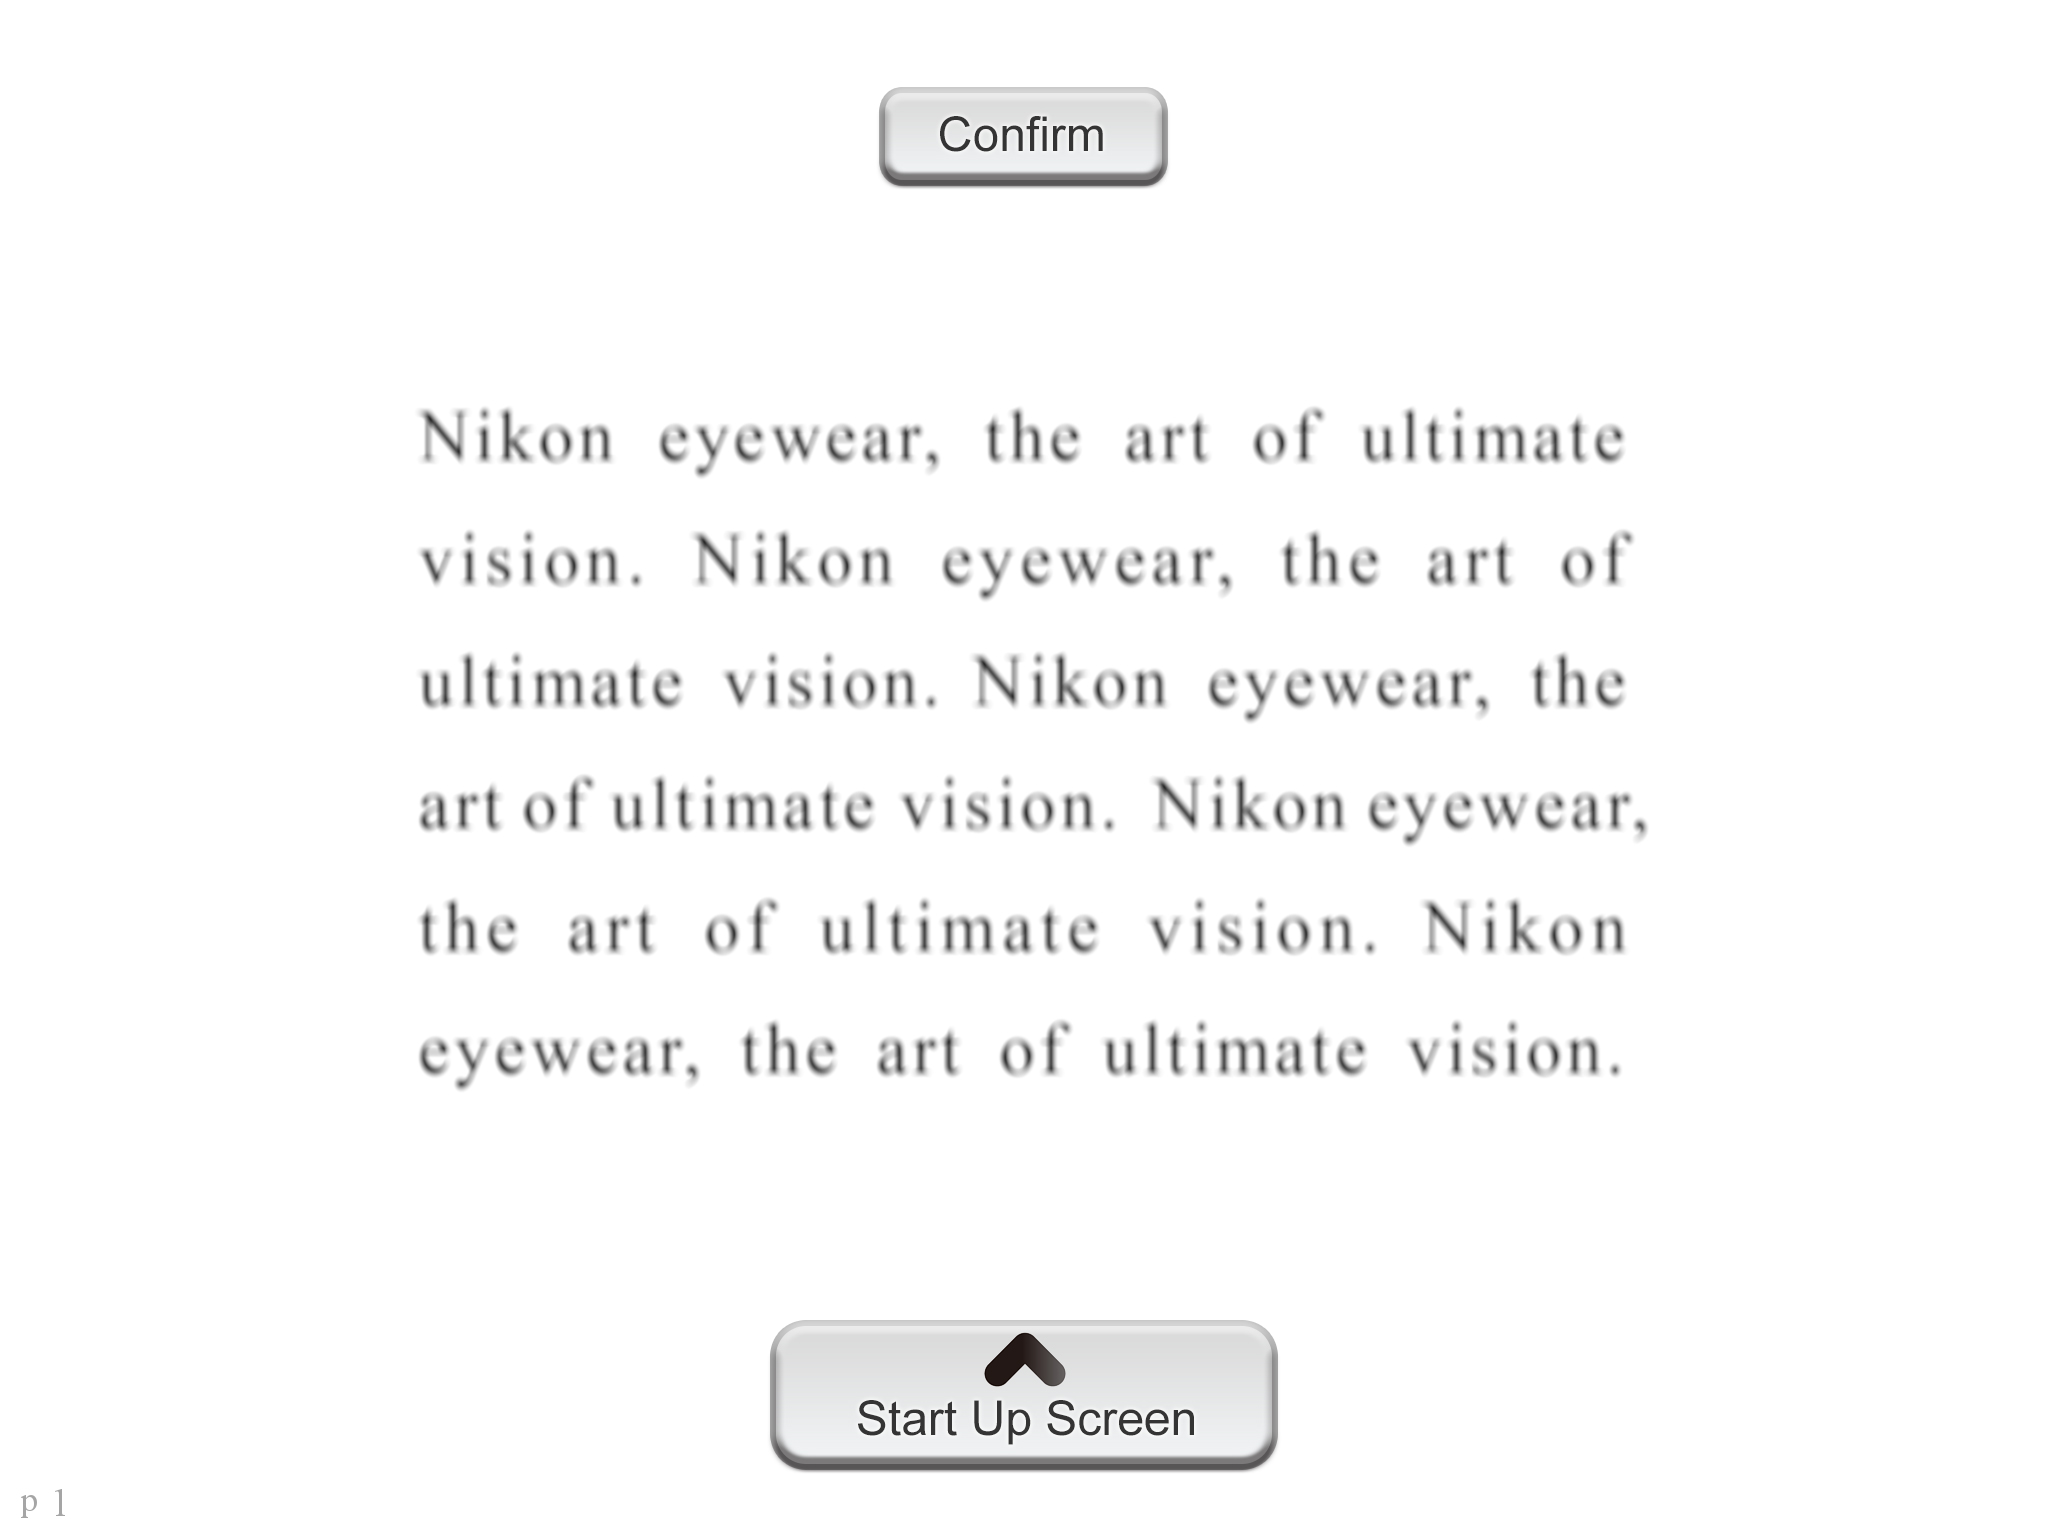 Confirm
Nikon eyewear, the art of ultimate
vision. Nikon eyewear, the art of
ultimate vision. Nikon eyewear, the
art of ultimate vision. Nikon eyewear,
the art of ultimate vision. Nikon
eyewear, the art of ultimate vision.
Start Up Screen
p 1